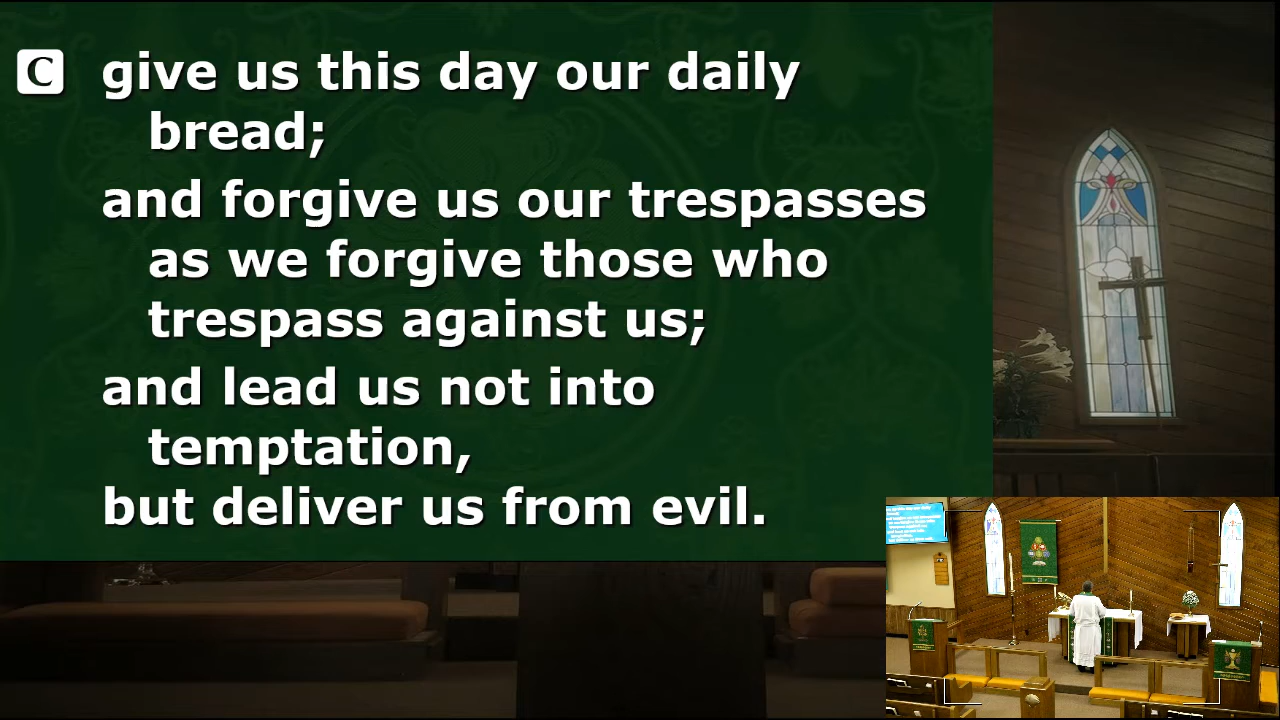 C give us this day our daily
bread;
and forgive us our trespasses
as we forgive those who
trespass against us;
and lead us not into
temptation,
but deliver us from evil.